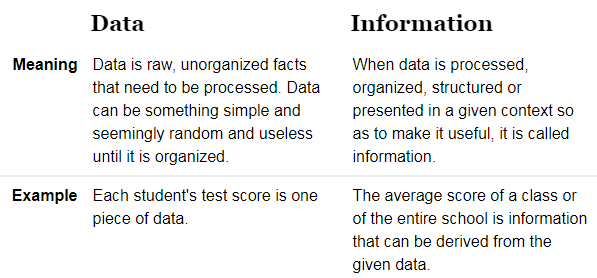 Data
Information
Meaning
Data is raw, unorganized facts
that need to be processed. Data
can be something simple and
seemingly random and useless
until it is organized.
When data is processed,
organized, structured or
presented in a given context so
as to make it useful, it is called
information.
Example
Each student's test score is one
piece of data.
The average score of a class or
of the entire school is information
that can be derived from the
given data.